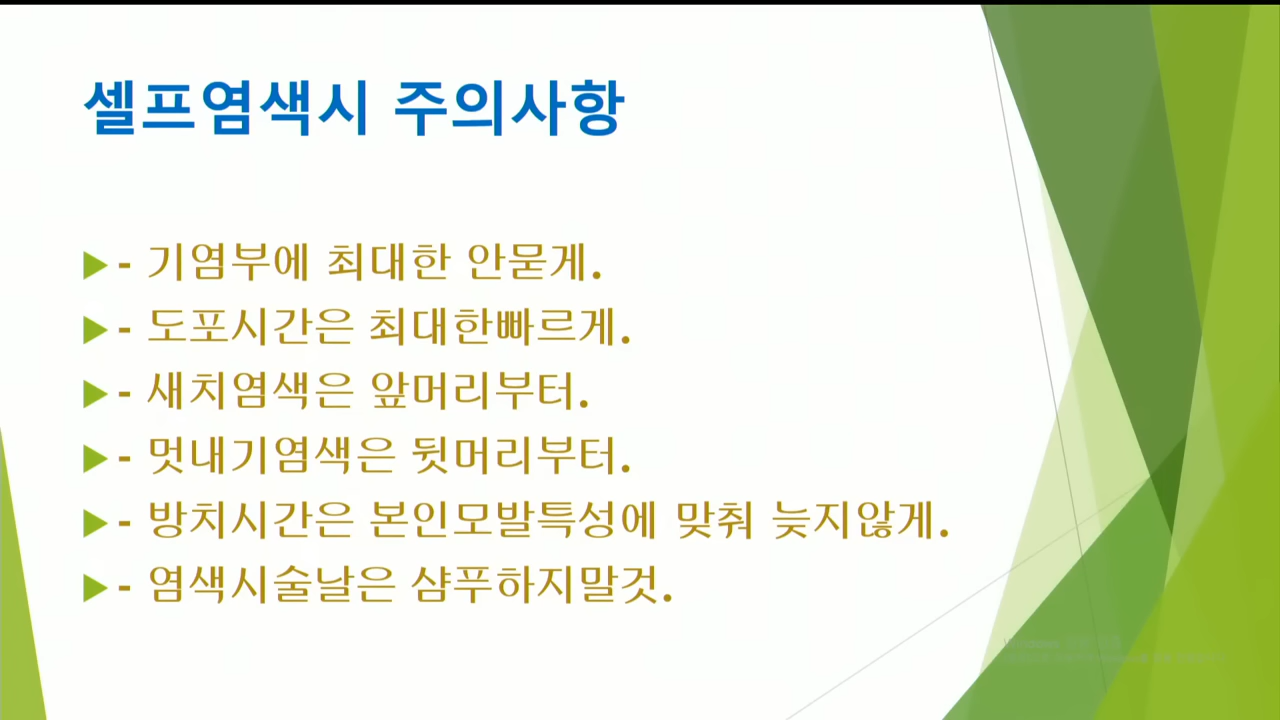 셀프염색시 주의사항
- 기염부에 최대한 안묻게.
- 도포시간은 최대한빠르게.
- 새치염색은 앞머리부터.
- 멋내기염색은 뒷머리부터.
- 방치시간은 본인모발특성에 맞춰 늦지않게.
- 염색시술날은 샴푸하지말것.
Windows